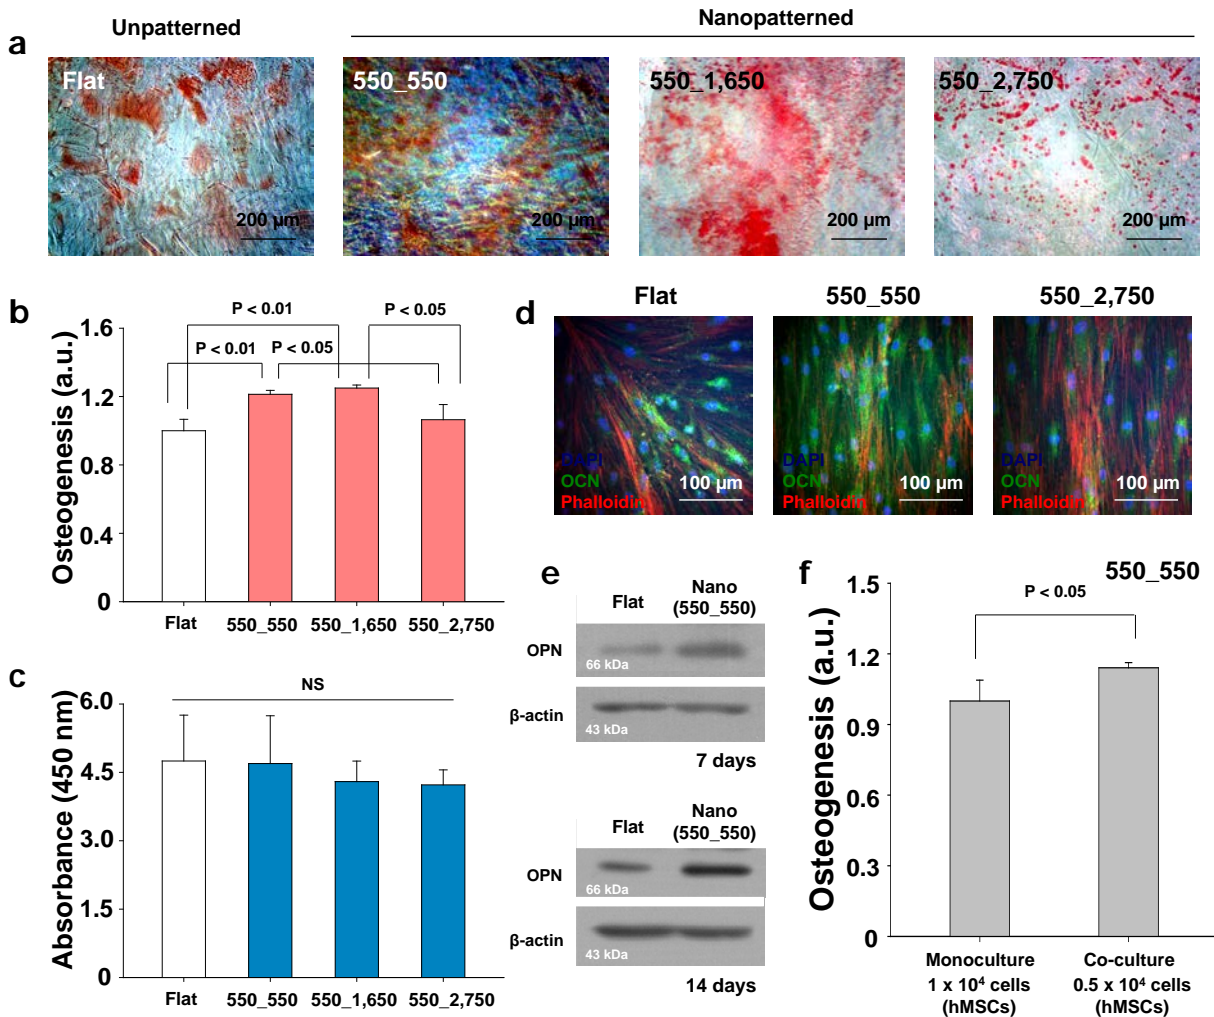 Unpatterned
Nanopatterned
a
Flat
550_550
550_1,650
550_2,750
200 µm
200 µm
200 µm
200 µm
b
P < 0.01
P < 0.05
P < 0.01
P < 0.05
Osteogenesis (a.u.)
1.6
1.2
0.8
0.4
0
Flat
550_550
550_1,650
550_2,750
c
NS
Absorbance (450 nm)
6.0
4.5
3.0
1.5
0
Flat
550_550
550_1,650
550_2,750
d
Flat
550_550
550_2,750
DAPI
OCN
Phalloidin
100 µm
DAPI
OCN
Phalloidin
100 µm
DAPI
OCN
Phalloidin
100 µm
e
Flat
Nano
(550_550)
OPN
66 kDa
β-actin
43 kDa
7 days
Flat
Nano
(550_550)
OPN
66 kDa
β-actin
43 kDa
14 days
f
550_550
P < 0.05
Osteogenesis (a.u.)
1.5
1.2
0.9
0.6
0.3
0
Monoculture
1 x 10⁴ cells
(hMSCs)
Co-culture
0.5 x 10⁴ cells
(hMSCs)